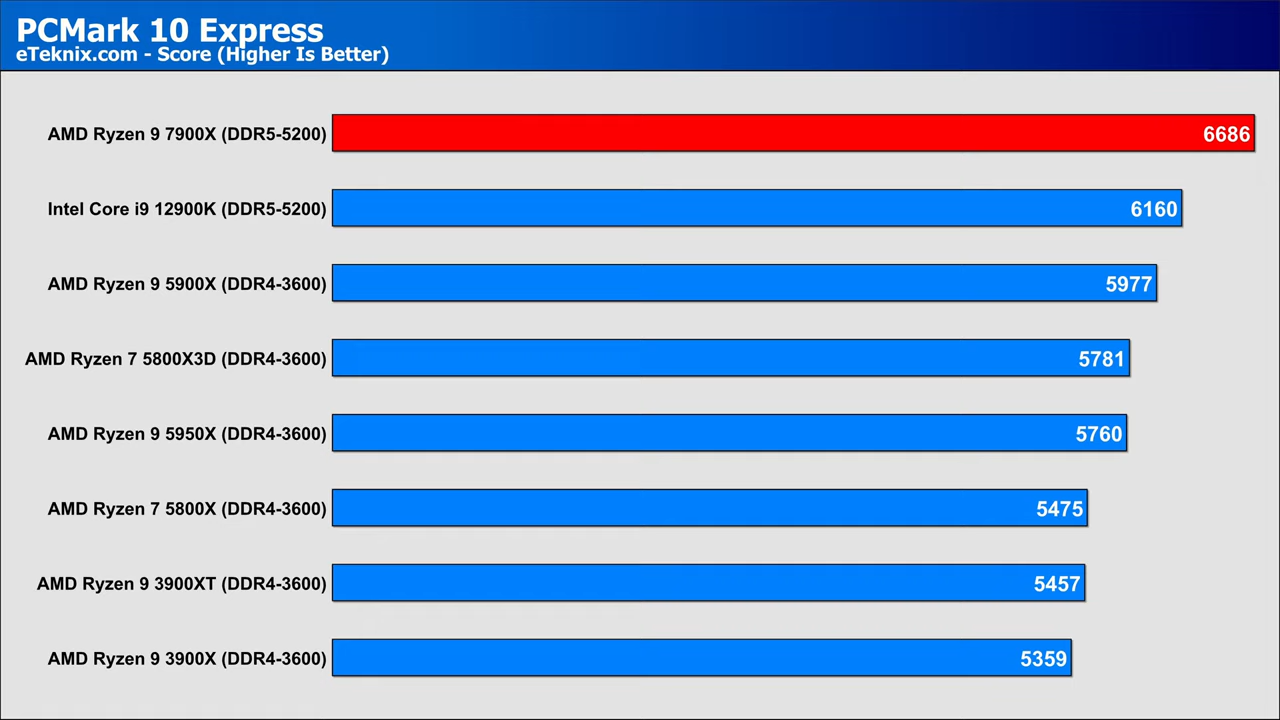 PCMark 10 Express
eTeknix.com - Score (Higher Is Better)
AMD Ryzen 9 7900X (DDR5-5200) 6686
Intel Core i9 12900K (DDR5-5200) 6160
AMD Ryzen 9 5900X (DDR4-3600) 5977
AMD Ryzen 7 5800X3D (DDR4-3600) 5781
AMD Ryzen 9 5950X (DDR4-3600) 5760
AMD Ryzen 7 5800X (DDR4-3600) 5475
AMD Ryzen 9 3900XT (DDR4-3600) 5457
AMD Ryzen 9 3900X (DDR4-3600) 5359